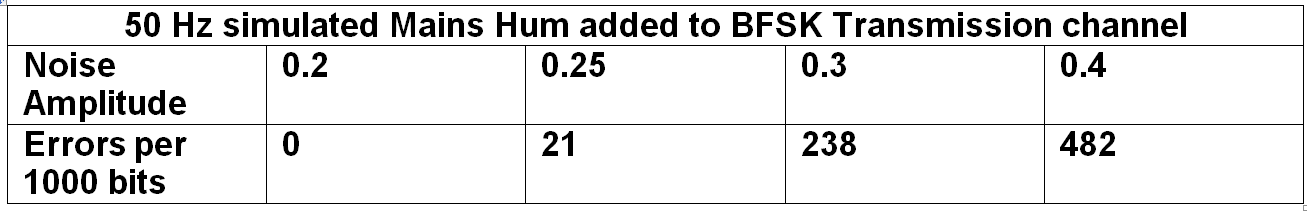 50 Hz simulated Mains Hum added to BFSK Transmission channel
Noise Amplitude 0.2 0.25 0.3 0.4
Errors per 1000 bits 0 21 238 482